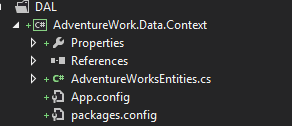 DAL
C# AdventureWork.Data.Context
Properties
References
C# AdventureWorksEntities.cs
App.config
packages.config